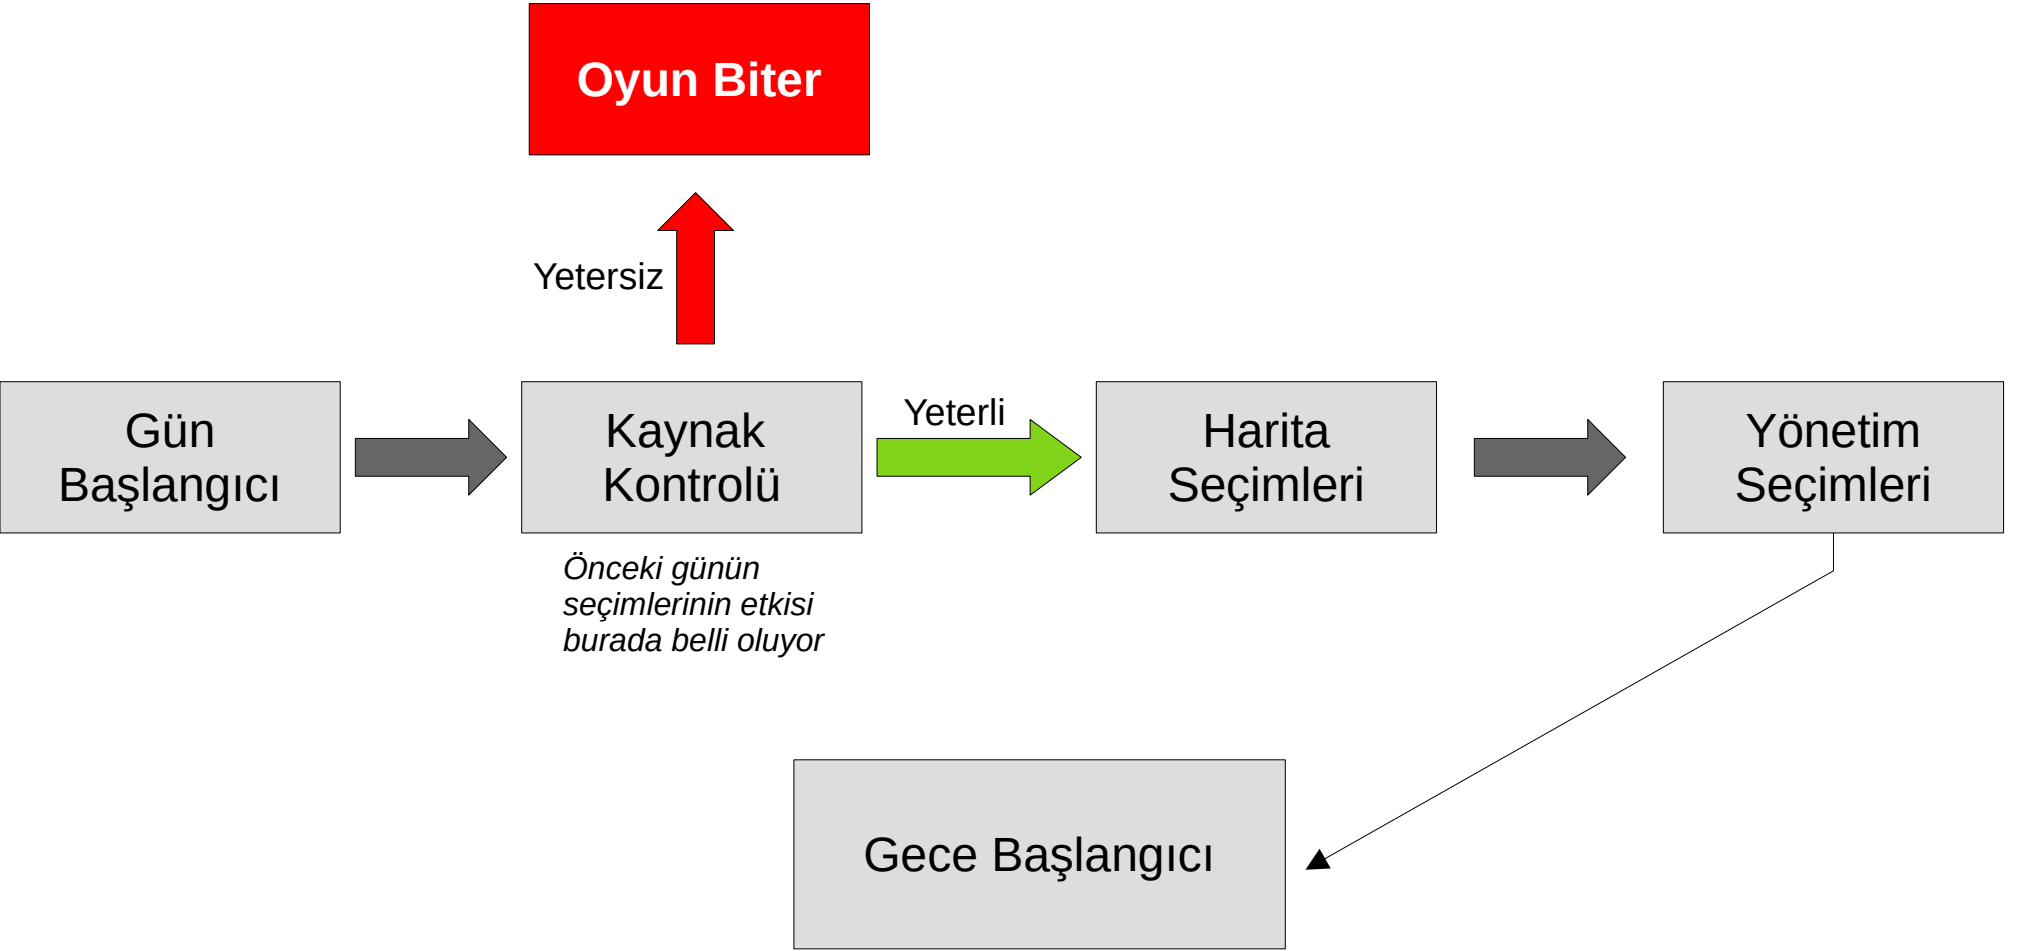 Oyun Biter
Yetersiz
Gün
Başlangıcı
Kaynak
Kontrolü
Yeterli
Harita
Seçimleri
Yönetim
Seçimleri
Önceki günün
seçimlerinin etkisi
burada belli oluyor
Gece Başlangıcı